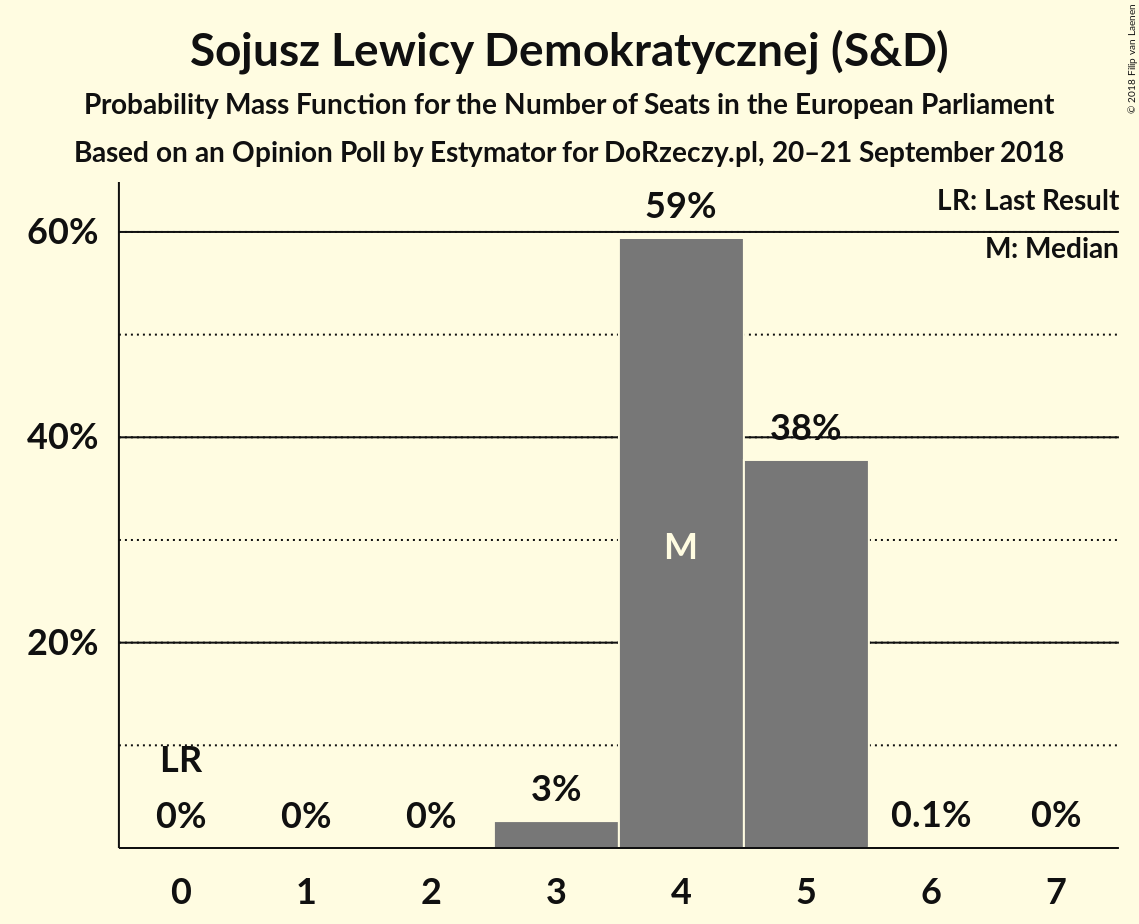 Sojusz Lewicy Demokratycznej (S&D)
Probability Mass Function for the Number of Seats in the European Parliament
Based on an Opinion Poll by Estymator for DoRzeczy.pl, 20–21 September 2018
© 2018 Filip van Laenen
LR: Last Result
M: Median
60%
40%
20%
59%
38%
M
LR
0%
0%
0%
3%
0.1%
0%
0 1 2 3 4 5 6 7